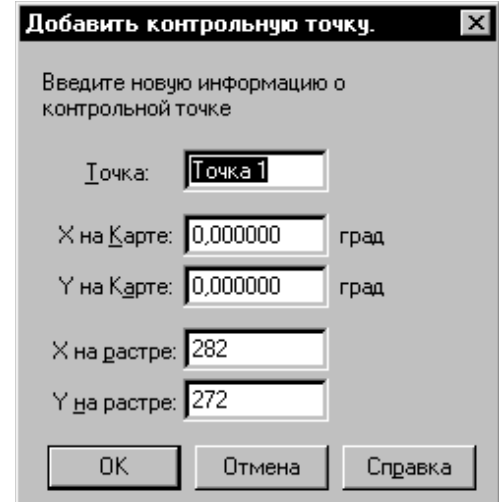 Добавить контрольную точку.
Введите новую информацию о
контрольной точке
Точка: Точка 1
X на Карте: 0,000000 град
Y на Карте: 0,000000 град
X на растре: 282
Y на растре: 272
OK Отмена Справка